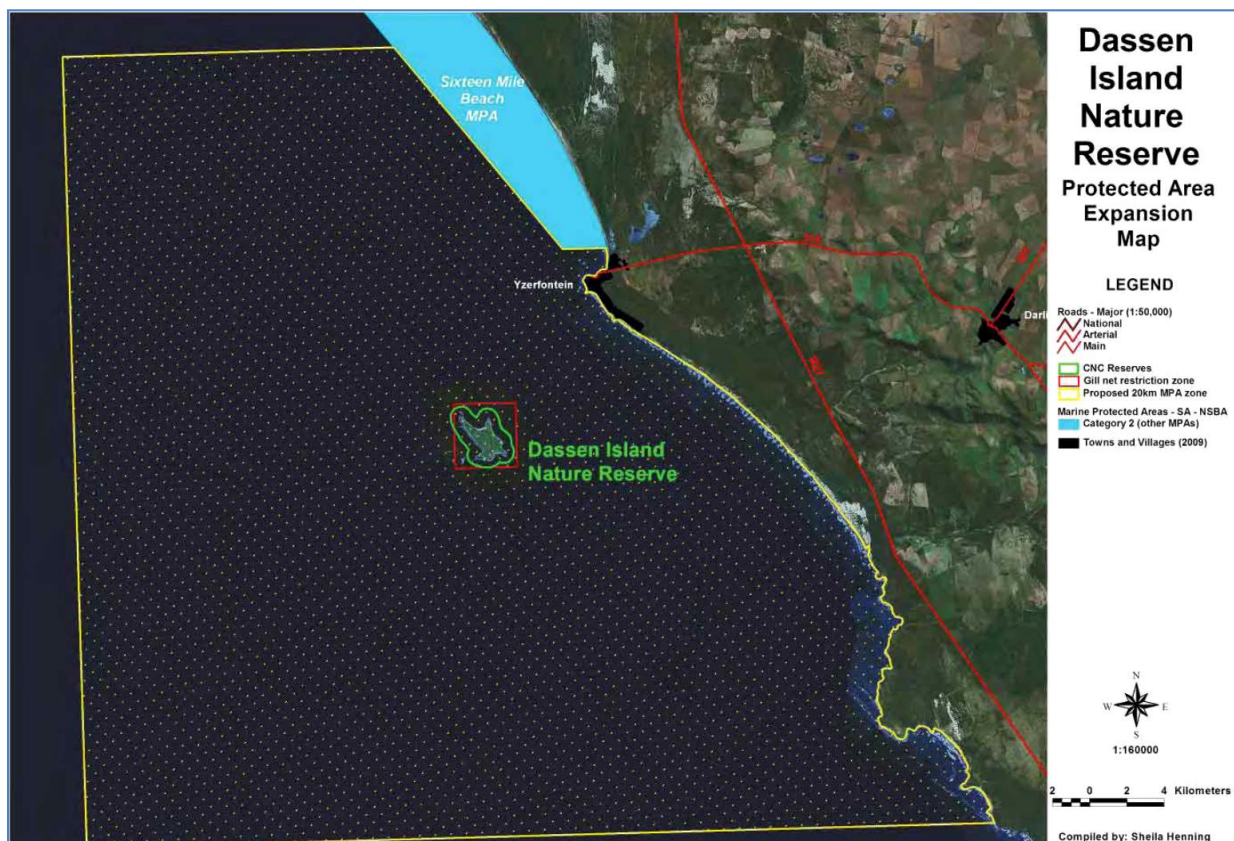 Sixteen Mile
Beach
MPA
Yzerfontein
Darli
R27
Dassen Island
Nature Reserve
Dassen
Island
Nature
Reserve
Protected Area
Expansion
Map
LEGEND
Roads - Major (1:50,000)
National
Arterial
Main
CNC Reserves
Gill net restriction zone
Proposed 20km MPA zone
Marine Protected Areas - SA - NSBA
Category 2 (other MPAs)
Towns and Villages (2009)
N
W E
S
1:160000
2 0 2 4 Kilometers
Compiled by: Sheila Henning